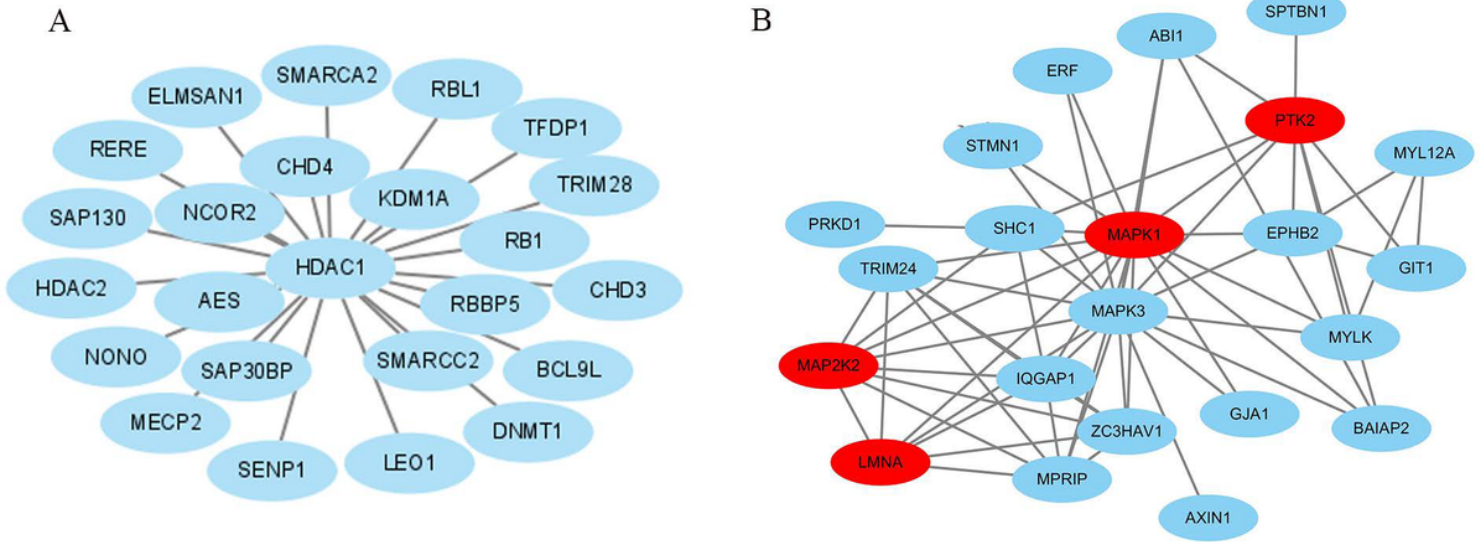 A
SMARCA2
ELMSAN1
RBL1
TFDP1
RERE
CHD4
KDM1A
TRIM28
SAP130
NCOR2
RB1
HDAC1
HDAC2
AES
RBBP5
CHD3
NONO
SAP30BP
SMARCC2
BCL9L
MECP2
DNMT1
SENP1
LEO1
B
SPTBN1
ABI1
ERF
PTK2
STMN1
MYL12A
PRKD1
SHC1
MAPK1
EPHB2
TRIM24
GIT1
MAPK3
MYLK
MAP2K2
IQGAP1
GJA1
BAIAP2
ZC3HAV1
LMNA
MPRIP
AXIN1